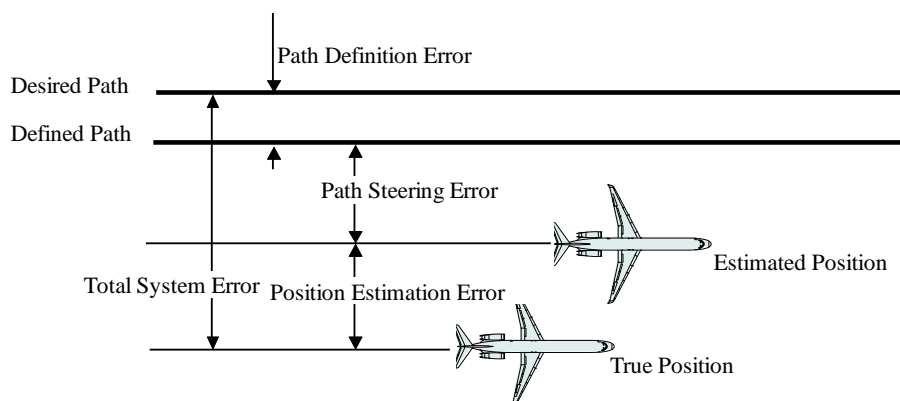 Path Definition Error
Desired Path
Defined Path
Path Steering Error
Estimated Position
Total System Error
Position Estimation Error
True Position